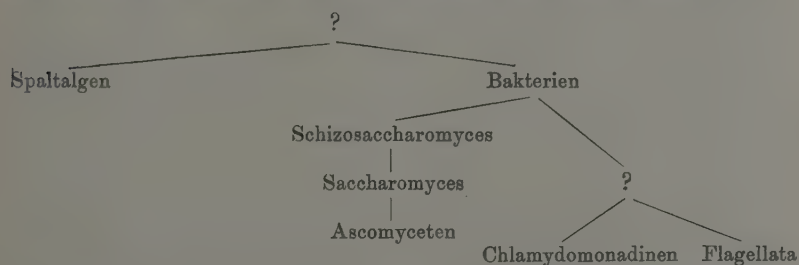 ?
Spaltalgen Bakterien
Schizosaccharomyces
Saccharomyces ?
Ascomyceten
Chlamydomonadinen Flagellata